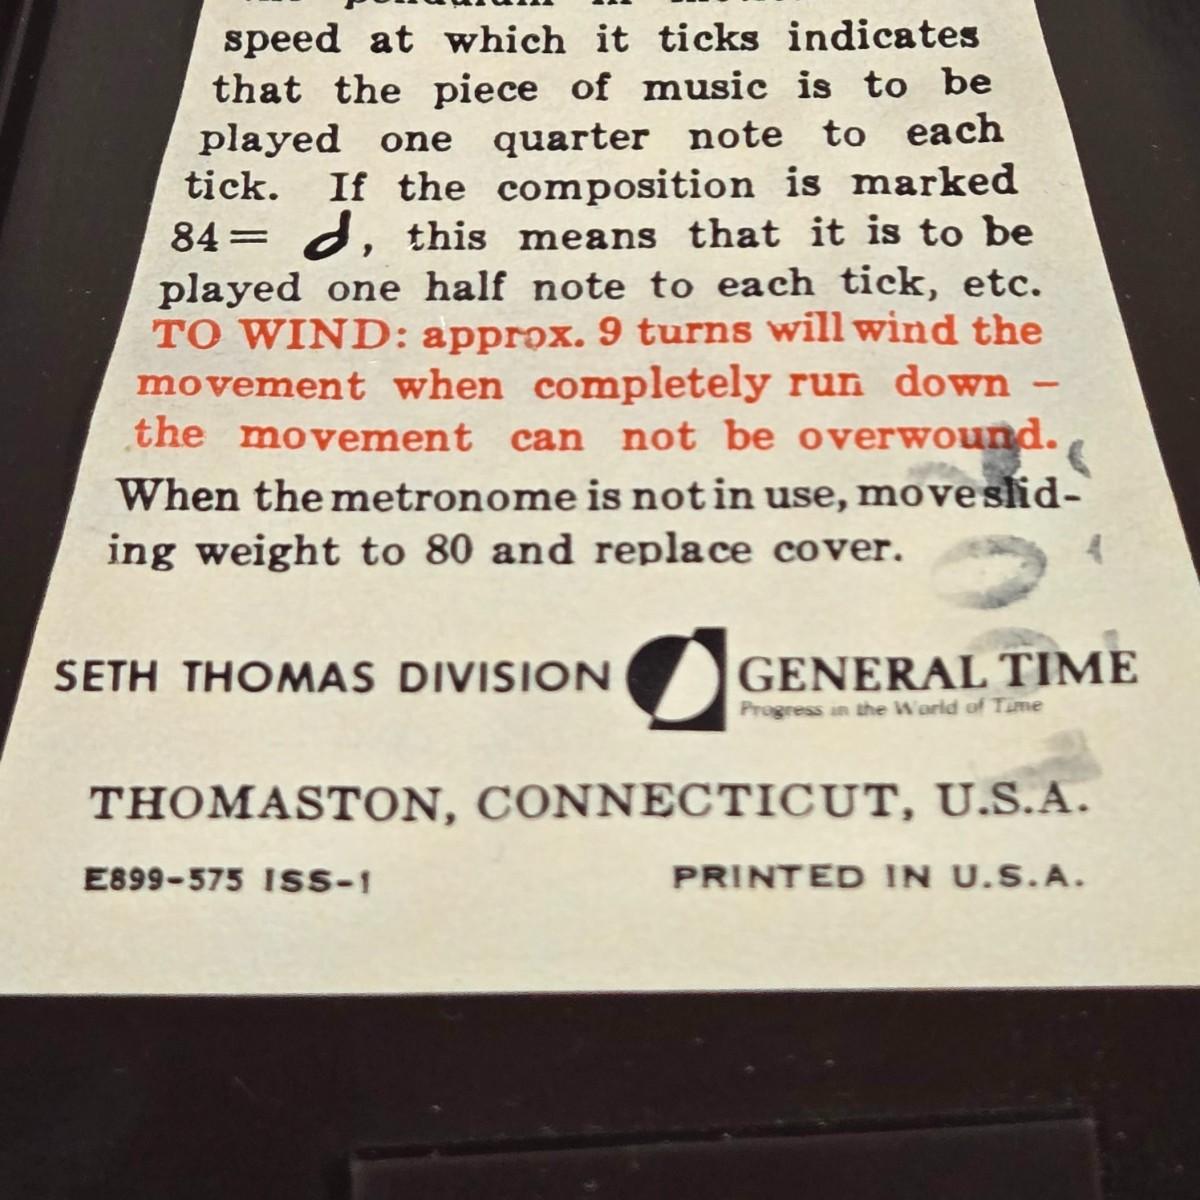 the pendulum in
speed at which it ticks indicates
that the piece of music is to be
played one quarter note to each
tick. If the composition is marked
84= 𝅗𝅥, this means that it is to be
played one half note to each tick, etc.
TO WIND: approx. 9 turns will wind the
movement when completely run down –
the movement can not be overwound.
When the metronome is not in use, move slid-
ing weight to 80 and replace cover.
SETH THOMAS DIVISION GENERAL TIME
Progress in the World of Time
THOMASTON, CONNECTICUT, U.S.A.
E899-575 ISS-1 PRINTED IN U.S.A.